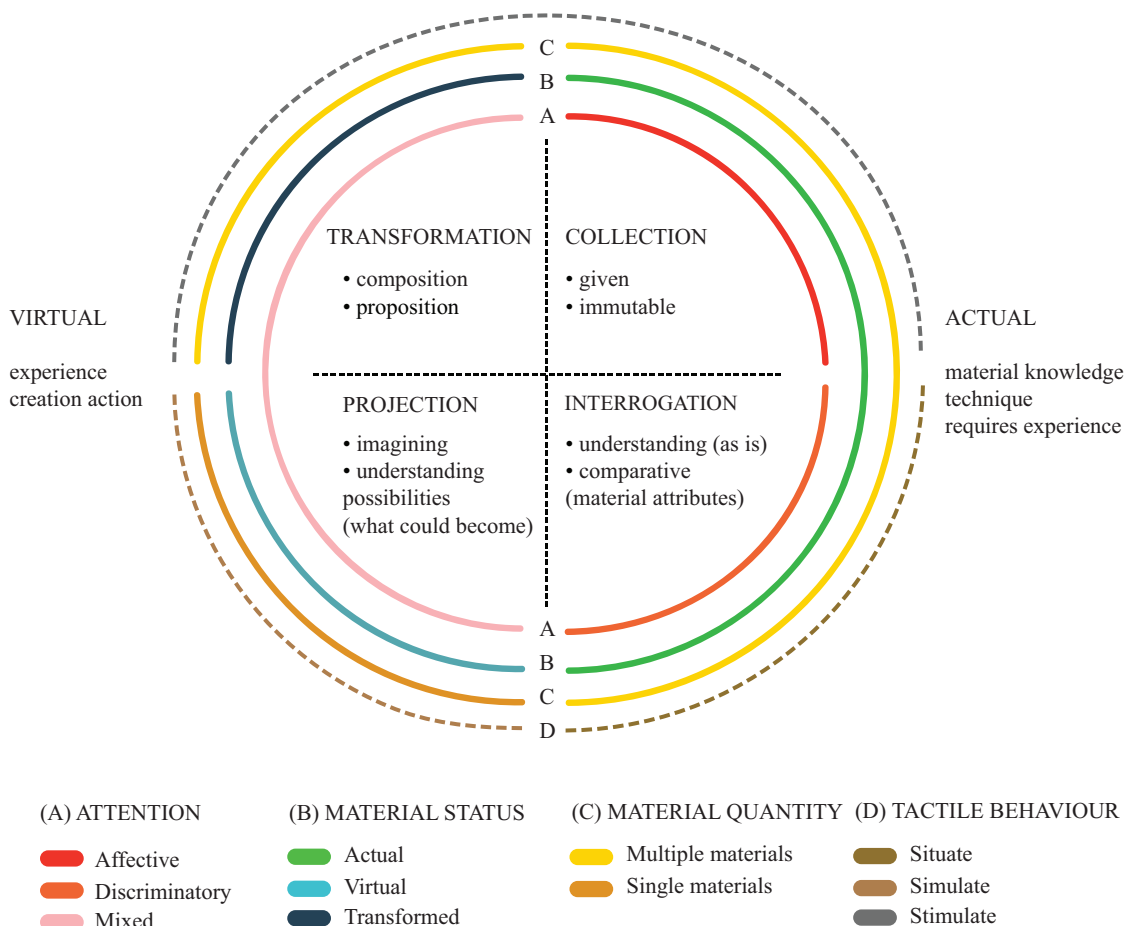 C
B
A
TRANSFORMATION
• composition
• proposition
COLLECTION
• given
• immutable
VIRTUAL
experience
creation action
ACTUAL
material knowledge
technique
requires experience
PROJECTION
• imagining
• understanding
possibilities
(what could become)
INTERROGATION
• understanding (as is)
• comparative
(material attributes)
A
B
C
D
(A) ATTENTION
Affective
Discriminatory
Mixed
(B) MATERIAL STATUS
Actual
Virtual
Transformed
(C) MATERIAL QUANTITY
Multiple materials
Single materials
(D) TACTILE BEHAVIOUR
Situate
Simulate
Stimulate